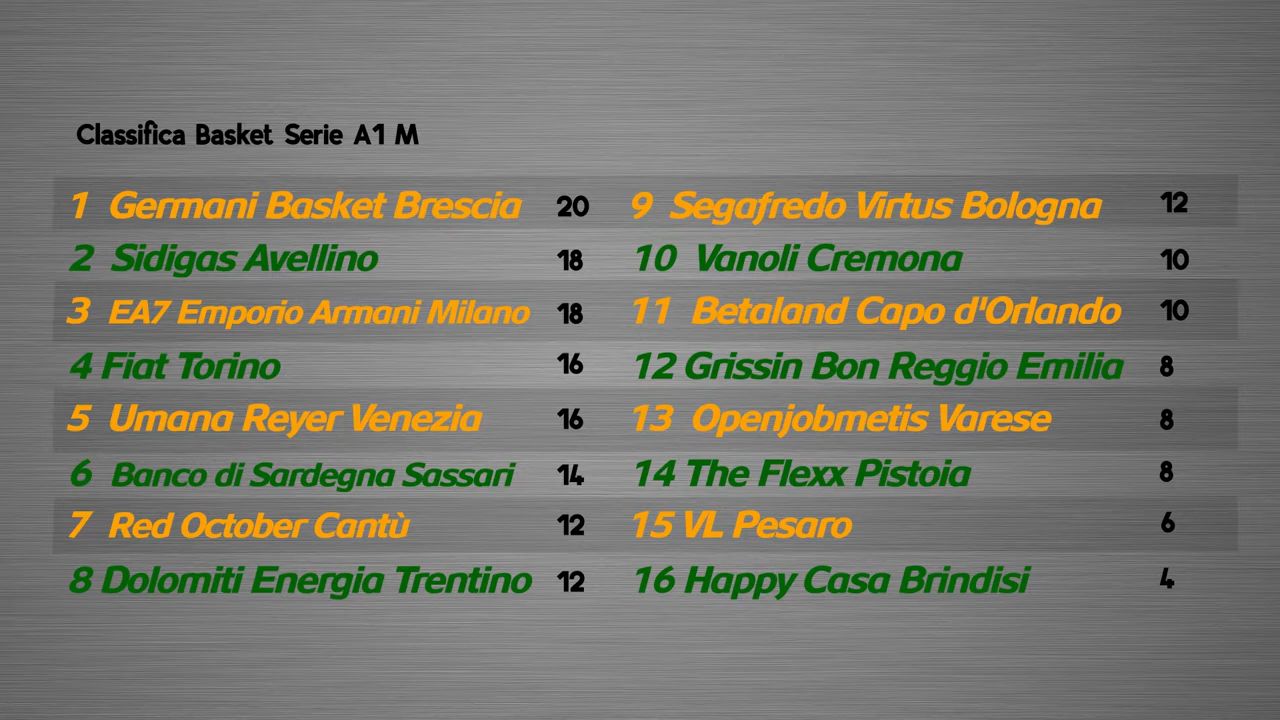 Classifica Basket Serie A1 M
1 Germani Basket Brescia 20
2 Sidigas Avellino 18
3 EA7 Emporio Armani Milano 18
4 Fiat Torino 16
5 Umana Reyer Venezia 16
6 Banco di Sardegna Sassari 14
7 Red October Cantù 12
8 Dolomiti Energia Trentino 12
9 Segafredo Virtus Bologna 12
10 Vanoli Cremona 10
11 Betaland Capo d'Orlando 10
12 Grissin Bon Reggio Emilia 8
13 Openjobmetis Varese 8
14 The Flexx Pistoia 8
15 VL Pesaro 6
16 Happy Casa Brindisi 4